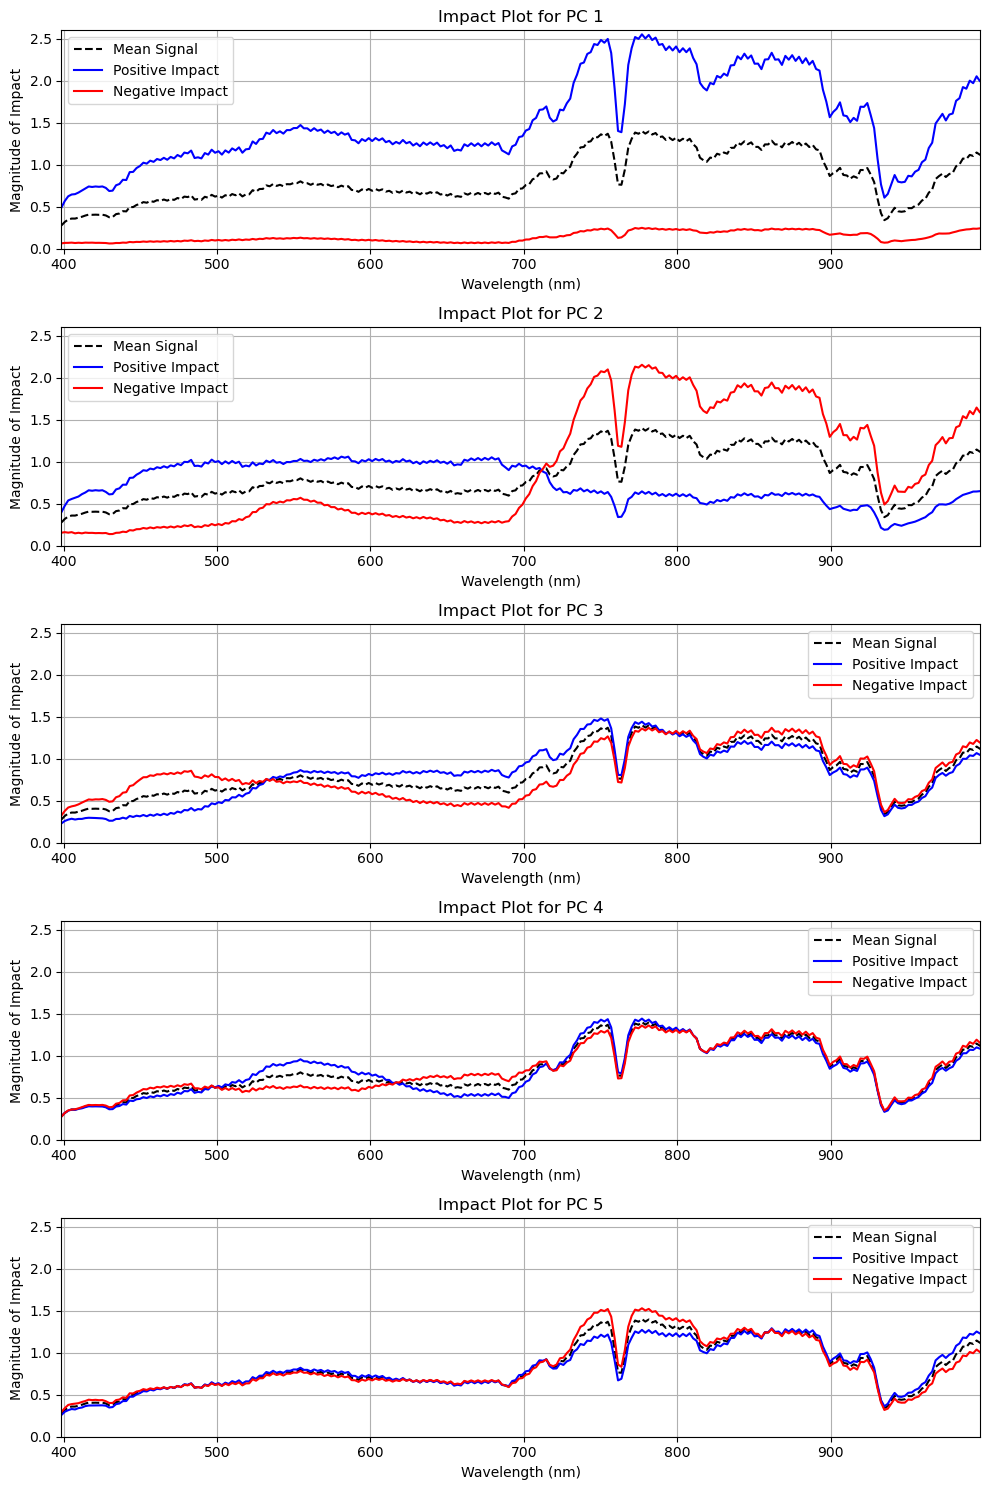 Impact Plot for PC 1
Magnitude of Impact
2.5
2.0
1.5
1.0
0.5
0.0
Mean Signal
Positive Impact
Negative Impact
400 500 600 700 800 900
Wavelength (nm)
Impact Plot for PC 2
Magnitude of Impact
2.5
2.0
1.5
1.0
0.5
0.0
Mean Signal
Positive Impact
Negative Impact
400 500 600 700 800 900
Wavelength (nm)
Impact Plot for PC 3
Magnitude of Impact
2.5
2.0
1.5
1.0
0.5
0.0
Mean Signal
Positive Impact
Negative Impact
400 500 600 700 800 900
Wavelength (nm)
Impact Plot for PC 4
Magnitude of Impact
2.5
2.0
1.5
1.0
0.5
0.0
Mean Signal
Positive Impact
Negative Impact
400 500 600 700 800 900
Wavelength (nm)
Impact Plot for PC 5
Magnitude of Impact
2.5
2.0
1.5
1.0
0.5
0.0
Mean Signal
Positive Impact
Negative Impact
400 500 600 700 800 900
Wavelength (nm)